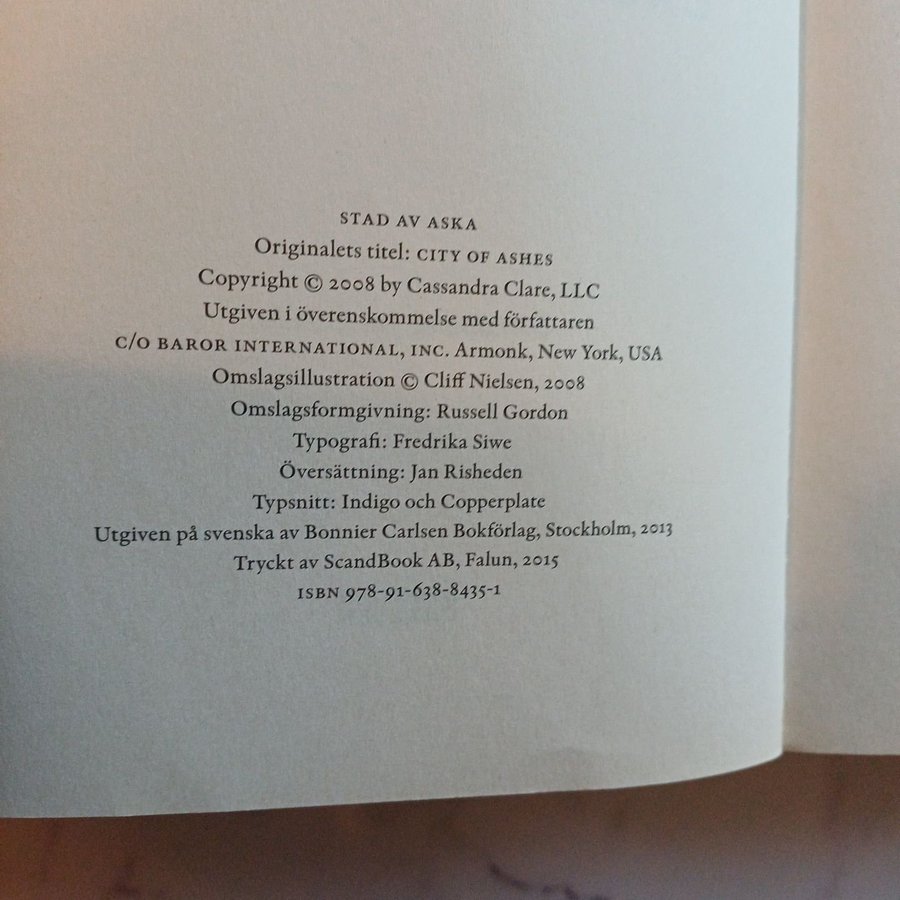 STAD AV ASKA
Originalets titel: CITY OF ASHES
Copyright © 2008 by Cassandra Clare, LLC
Utgiven i överenskommelse med författaren
C/O BAROR INTERNATIONAL, INC. Armonk, New York, USA
Omslagsillustration © Cliff Nielsen, 2008
Omslagsformgivning: Russell Gordon
Typografi: Fredrika Siwe
Översättning: Jan Risheden
Typsnitt: Indigo och Copperplate
Utgiven på svenska av Bonnier Carlsen Bokförlag, Stockholm, 2013
Tryckt av ScandBook AB, Falun, 2015
ISBN 978-91-638-8435-1